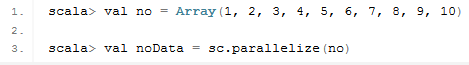 1. scala> val no = Array(1, 2, 3, 4, 5, 6, 7, 8, 9, 10)
2.
3. scala> val noData = sc.parallelize(no)